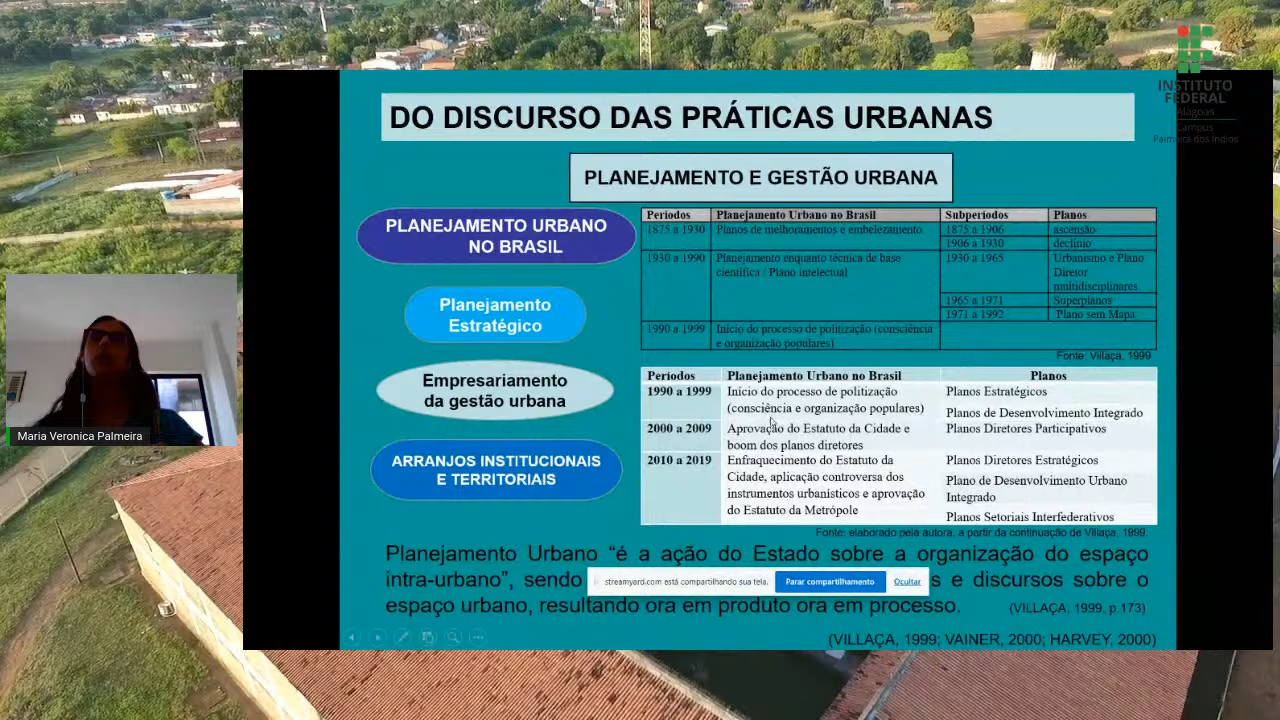 INSTITUTO
FEDERAL
Alagoas
Campus
Palmeira dos Índios
DO DISCURSO DAS PRÁTICAS URBANAS
PLANEJAMENTO E GESTÃO URBANA
PLANEJAMENTO URBANO
NO BRASIL
Planejamento
Estratégico
Empresariamento
da gestão urbana
ARRANJOS INSTITUCIONAIS
E TERRITORIAIS
Períodos Planejamento Urbano no Brasil Subperíodos Planos
1875 a 1930 Planos de melhoramentos e embelezamento 1875 a 1906 ascensão
1906 a 1930 declínio
1930 a 1990 Planejamento enquanto técnica de base 1930 a 1965 Urbanismo e Plano
científica / Plano intelectual Diretor
multidisciplinares
1965 a 1971 Superplanos
1971 a 1992 Plano sem Mapa
1990 a 1999 Início do processo de politização (consciência
e organização populares)
Fonte: Villaça, 1999
Períodos Planejamento Urbano no Brasil Planos
1990 a 1999 Início do processo de politização Planos Estratégicos
(consciência e organização populares) Planos de Desenvolvimento Integrado
2000 a 2009 Aprovação do Estatuto da Cidade e Planos Diretores Participativos
boom dos planos diretores
2010 a 2019 Enfraquecimento do Estatuto da Planos Diretores Estratégicos
Cidade, aplicação controversa dos Plano de Desenvolvimento Urbano
instrumentos urbanísticos e aprovação Integrado
do Estatuto da Metrópole Planos Setoriais Interfederativos
Fonte: elaborado pela autora, a partir da continuação de Villaça, 1999.
Planejamento Urbano “é a ação do Estado sobre a organização do espaço
intra-urbano”, sendo s e discursos sobre o
espaço urbano, resultando ora em produto ora em processo. (VILLAÇA, 1999, p.173)
streamyard.com está compartilhando sua tela. Parar compartilhamento Ocultar
(VILLAÇA, 1999; VAINER, 2000; HARVEY, 2000)
Maria Veronica Palmeira